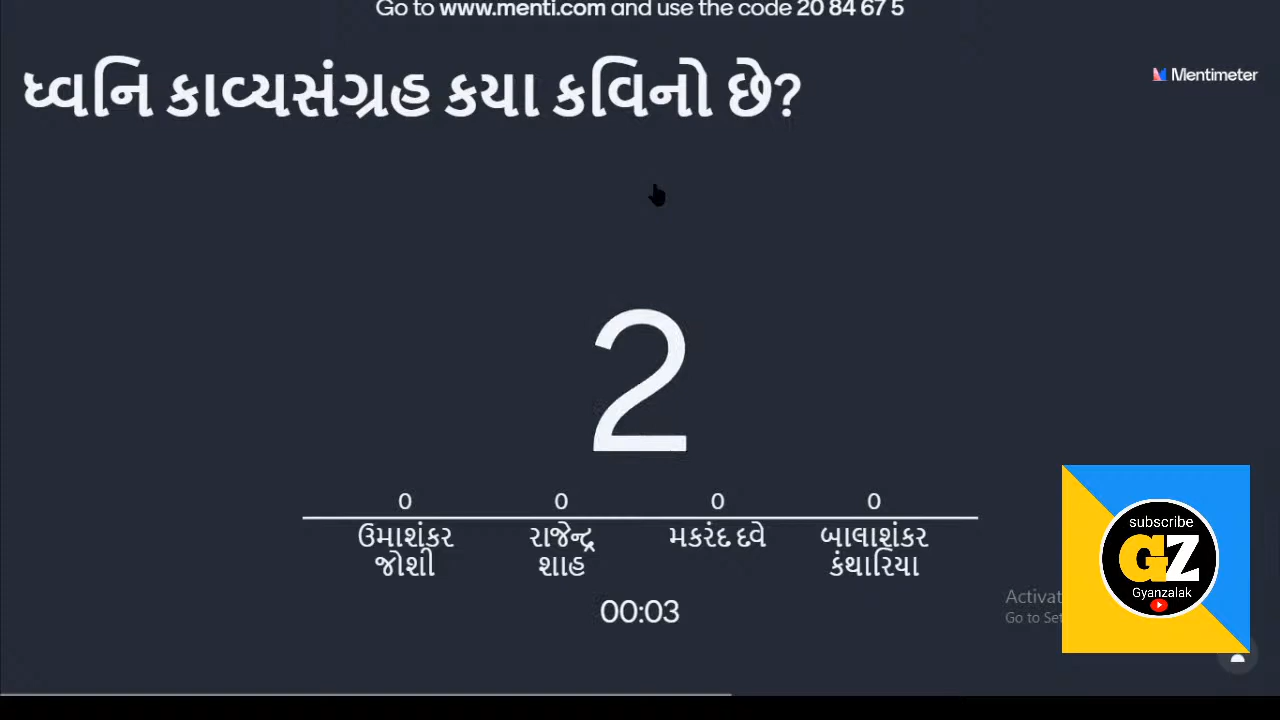 Go to www.menti.com and use the code 20 84 67 5
Mentimeter
ધ્વનિ કાવ્યસંગ્રહ કયા કવિનો છે?
2
0 0 0 0
ઉમાશંકર જોશી
રાજેન્દ્ર શાહ
મકરંદ દવે
બાલાશંકર કંથારિયા
00:03
Activat
Go to Set
subscribe
GZ
Gyanzalak